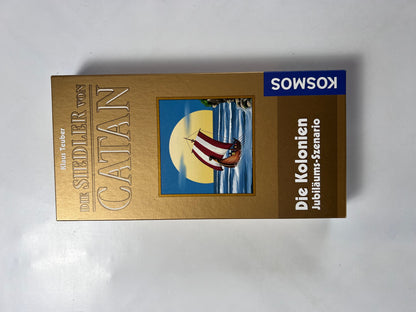 Klaus Teuber
DIE SIEDLER VON
CATAN
KOSMOS
Die Kolonien
Jubiläums-Szenario